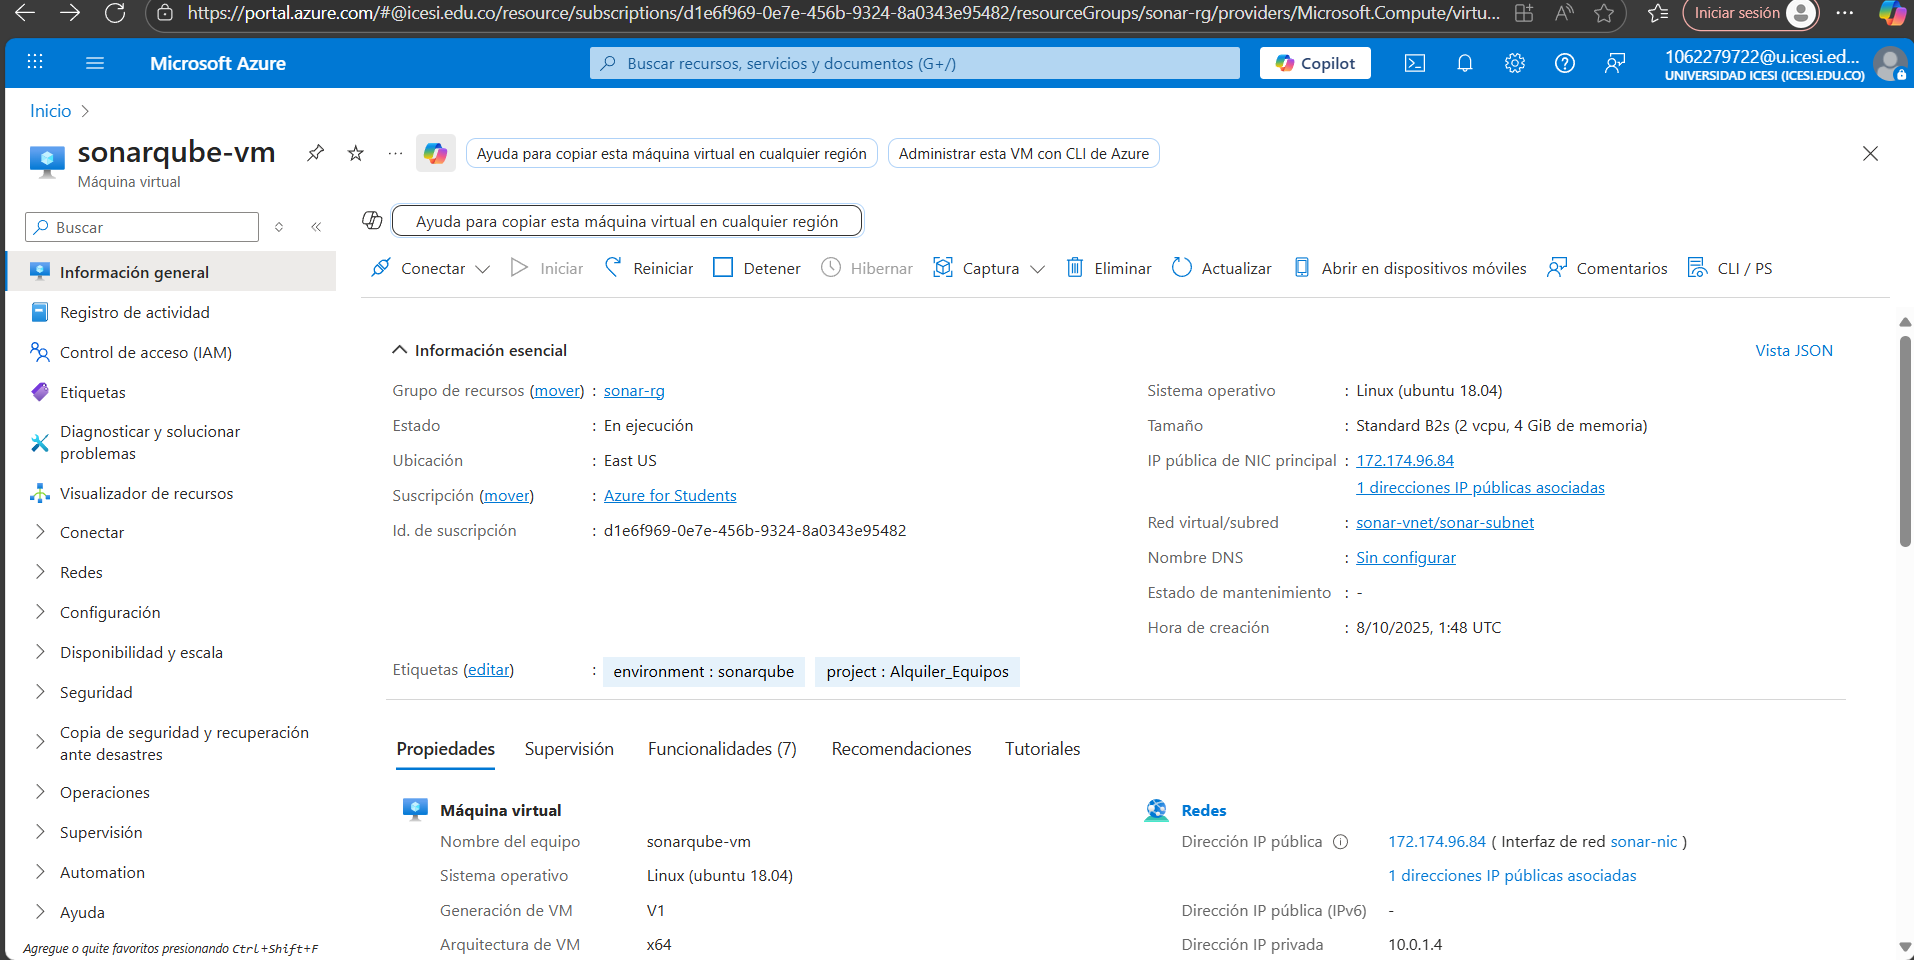 https://portal.azure.com/#@icesi.edu.co/resource/subscriptions/d1e6f969-0e7e-456b-9324-8a0343e95482/resourceGroups/sonar-rg/providers/Microsoft.Compute/virtu...
Iniciar sesión
Microsoft Azure
Buscar recursos, servicios y documentos (G+/)
Copilot
1062279722@u.icesi.ed...
UNIVERSIDAD ICESI (ICESI.EDU.CO)
Inicio
sonarqube-vm
Máquina virtual
Ayuda para copiar esta máquina virtual en cualquier región
Administrar esta VM con CLI de Azure
Buscar
Ayuda para copiar esta máquina virtual en cualquier región
Conectar
Iniciar
Reiniciar
Detener
Hibernar
Captura
Eliminar
Actualizar
Abrir en dispositivos móviles
Comentarios
CLI / PS
Información general
Registro de actividad
Control de acceso (IAM)
Etiquetas
Diagnosticar y solucionar
problemas
Visualizador de recursos
Conectar
Redes
Configuración
Disponibilidad y escala
Seguridad
Copia de seguridad y recuperación
ante desastres
Operaciones
Supervisión
Automation
Ayuda
Agregue o quite favoritos presionando Ctrl+Shift+F
Información esencial
Vista JSON
Grupo de recursos (mover) : sonar-rg
Estado : En ejecución
Ubicación : East US
Suscripción (mover) : Azure for Students
Id. de suscripción : d1e6f969-0e7e-456b-9324-8a0343e95482
Sistema operativo : Linux (ubuntu 18.04)
Tamaño : Standard B2s (2 vcpu, 4 GiB de memoria)
IP pública de NIC principal : 172.174.96.84
1 direcciones IP públicas asociadas
Red virtual/subred : sonar-vnet/sonar-subnet
Nombre DNS : Sin configurar
Estado de mantenimiento : -
Hora de creación : 8/10/2025, 1:48 UTC
Etiquetas (editar) : environment : sonarqube project : Alquiler_Equipos
Propiedades
Supervisión
Funcionalidades (7)
Recomendaciones
Tutoriales
Máquina virtual
Nombre del equipo sonarqube-vm
Sistema operativo Linux (ubuntu 18.04)
Generación de VM V1
Arquitectura de VM x64
Redes
Dirección IP pública 172.174.96.84 ( Interfaz de red sonar-nic )
1 direcciones IP públicas asociadas
Dirección IP pública (IPv6) -
Dirección IP privada 10.0.1.4